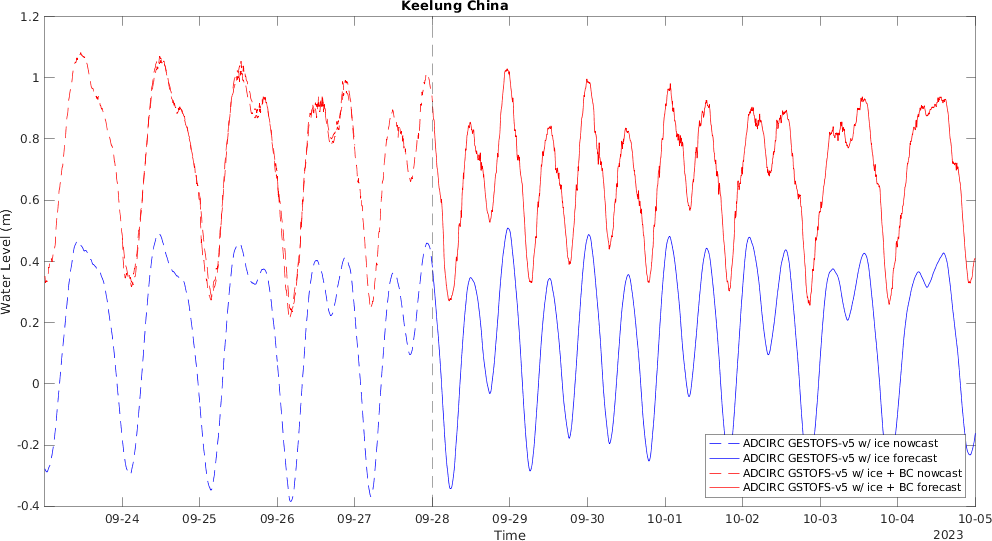 Keelung China
1.2
1
0.8
0.6
0.4
0.2
0
-0.2
-0.4
Water Level (m)
ADCIRC GESTOFS-v5 w/ ice nowcast
ADCIRC GESTOFS-v5 w/ ice forecast
ADCIRC GSTOFS-v5 w/ ice + BC nowcast
ADCIRC GSTOFS-v5 w/ ice + BC forecast
09-24 09-25 09-26 09-27 09-28 09-29 09-30 10-01 10-02 10-03 10-04 10-05
Time
2023